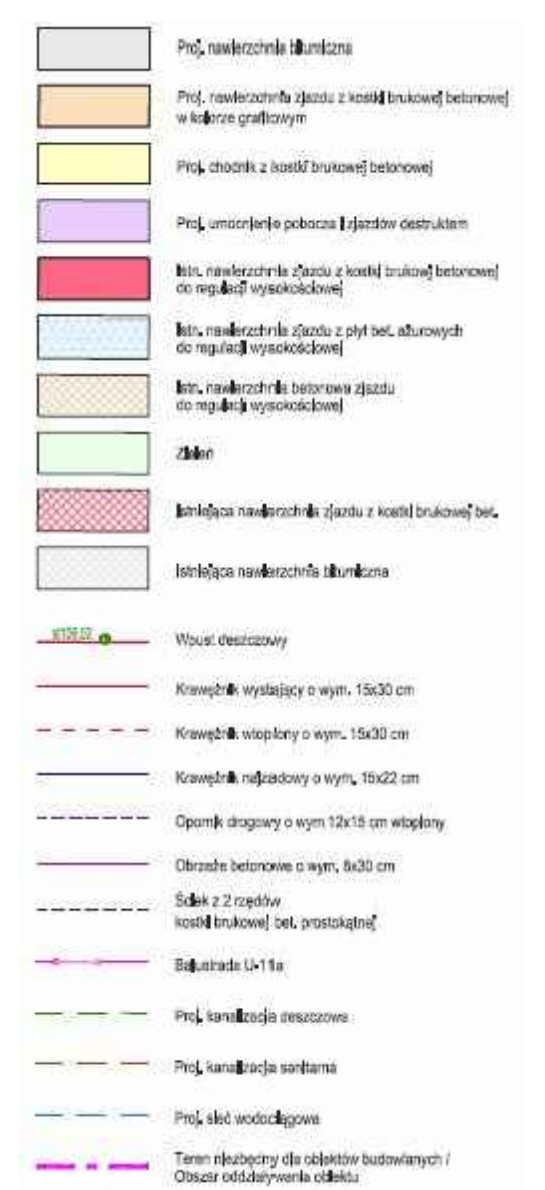 Proj. nawierzchnia bitumiczna
Proj. nawierzchnia zjazdu z kostki brukowej betonowej
w kolorze grafitowym
Proj. chodnik z kostki brukowej betonowej
Proj. umocnienie pobocza i zjazdów destruktem
Istn. nawierzchnia zjazdu z kostki brukowej betonowej
do regulacji wysokościowej
Istn. nawierzchnia zjazdu z płyt bet. ażurowych
do regulacji wysokościowej
Istn. nawierzchnia betonowa zjazdu
do regulacji wysokościowej
Zieleń
Istniejąca nawierzchnia zjazdu z kostki brukowej bet.
Istniejąca nawierzchnia bitumiczna
Wpust deszczowy
Krawężnik wystający o wym. 15x30 cm
Krawężnik wtopiony o wym. 15x30 cm
Krawężnik najazdowy o wym. 15x22 cm
Opornik drogowy o wym 12x15 cm wtopiony
Obrzeże betonowe o wym. 8x30 cm
Ściek z 2 rzędów
kostki brukowej bet. prostokątnej
Balustrada U-11a
Proj. kanalizacja deszczowa
Proj. kanalizacja sanitarna
Proj. sieć wodociągowa
Teren niezbędny dla obiektów budowlanych /
Obszar oddziaływania obiektu